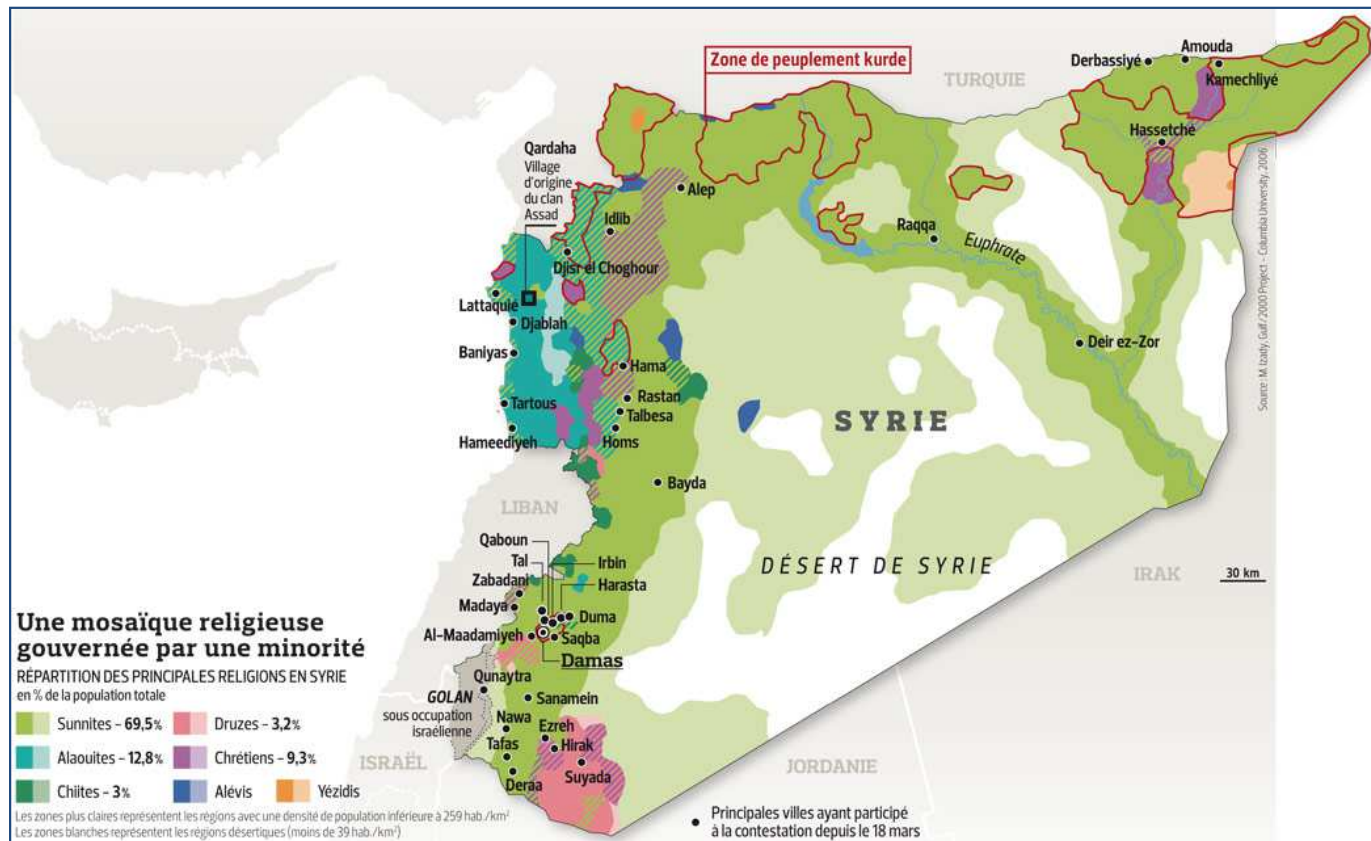 Zone de peuplement kurde
TURQUIE
Derbassiyé
Amouda
Kamechliyé
Hassetché
Qardaha
Village
d'origine
du clan
Assad
Alep
Idlib
Djisr el Choghour
Raqqa
Euphrate
Lattaquié
Djablah
Baniyas
Hama
Deir ez-Zor
Tartous
Rastan
Talbesa
Hameediyeh
Homs
SYRIE
Bayda
LIBAN
Qaboun
Tal
Irbin
Zabadani
Harasta
Madaya
Duma
Al-Maadamiyeh
Saqba
Damas
DÉSERT DE SYRIE
IRAK
30 km
Qunaytra
GOLAN
sous occupation
israélienne
Sanamein
Nawa
Ezreh
Tafas
Hirak
Suyada
Deraa
ISRAËL
JORDANIE
Source : M. Izady, Gulf / 2000 Project - Columbia University, 2006
Une mosaïque religieuse
gouvernée par une minorité
RÉPARTITION DES PRINCIPALES RELIGIONS EN SYRIE
en % de la population totale
Sunnites – 69,5%
Druzes – 3,2%
Alaouites – 12,8%
Chrétiens – 9,3%
Chiites – 3%
Alévis
Yézidis
Les zones plus claires représentent les régions avec une densité de population inférieure à 259 hab./km²
Les zones blanches représentent les régions désertiques (moins de 39 hab./km²)
Principales villes ayant participé
à la contestation depuis le 18 mars